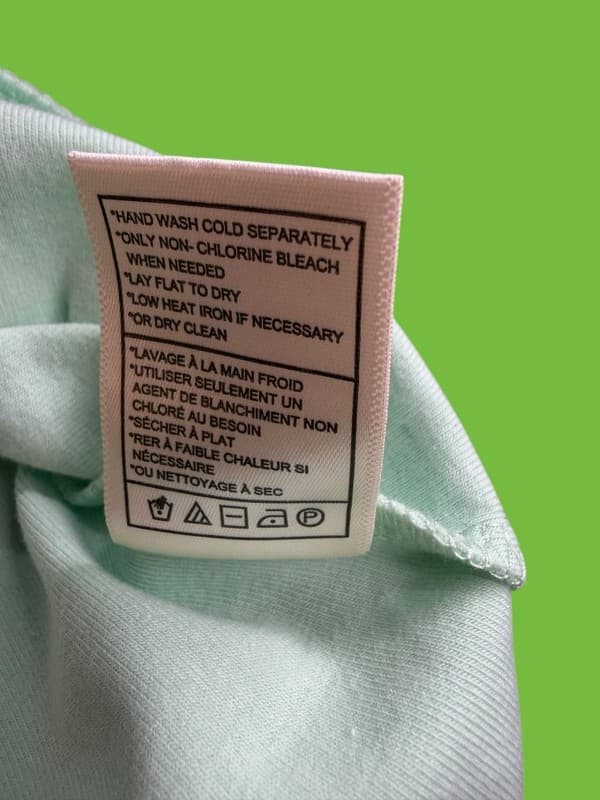 *HAND WASH COLD SEPARATELY
*ONLY NON- CHLORINE BLEACH
WHEN NEEDED
*LAY FLAT TO DRY
*LOW HEAT IRON IF NECESSARY
*OR DRY CLEAN
*LAVAGE À LA MAIN FROID
*UTILISER SEULEMENT UN
AGENT DE BLANCHIMENT NON
CHLORÉ AU BESOIN
*SÉCHER À PLAT
*RER À FAIBLE CHALEUR SI
NÉCESSAIRE
*OU NETTOYAGE À SEC
P